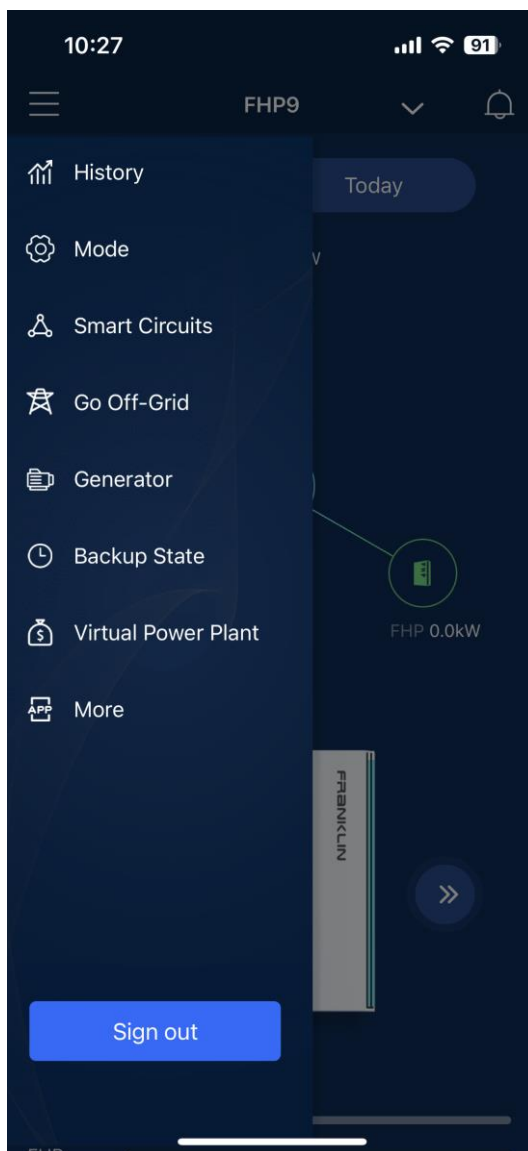 10:27
91
FHP9
Today
W
History
Mode
Smart Circuits
Go Off-Grid
Generator
Backup State
Virtual Power Plant
FHP 0.0kW
APP
More
FRANKLIN
Sign out